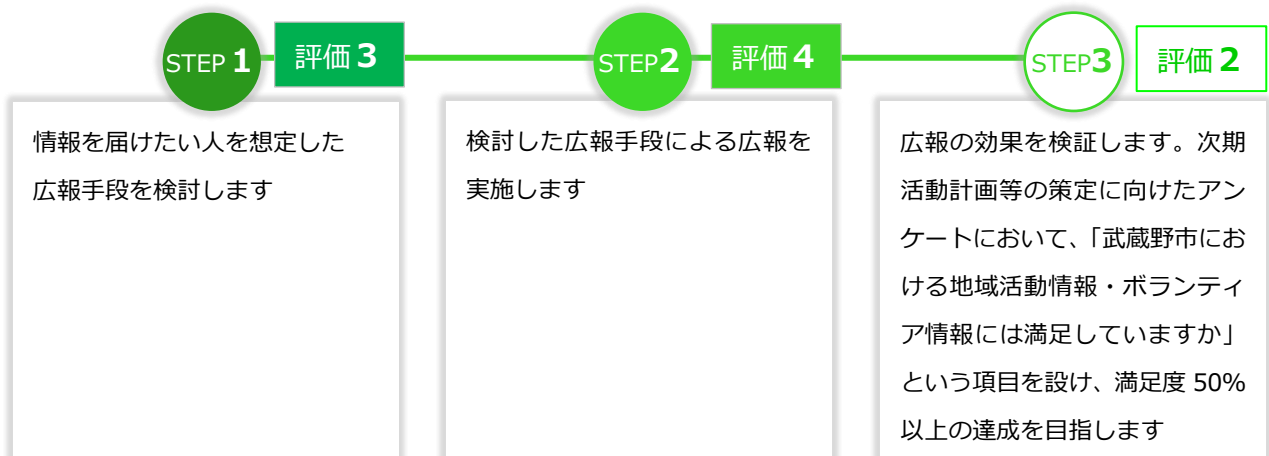 STEP 1 評価 3
情報を届けたい人を想定した
広報手段を検討します
STEP2 評価 4
検討した広報手段による広報を
実施します
STEP3 評価 2
広報の効果を検証します。次期
活動計画等の策定に向けたアン
ケートにおいて、「武蔵野市にお
ける地域活動情報・ボランティ
ア情報には満足していますか」
という項目を設け、満足度 50%
以上の達成を目指します